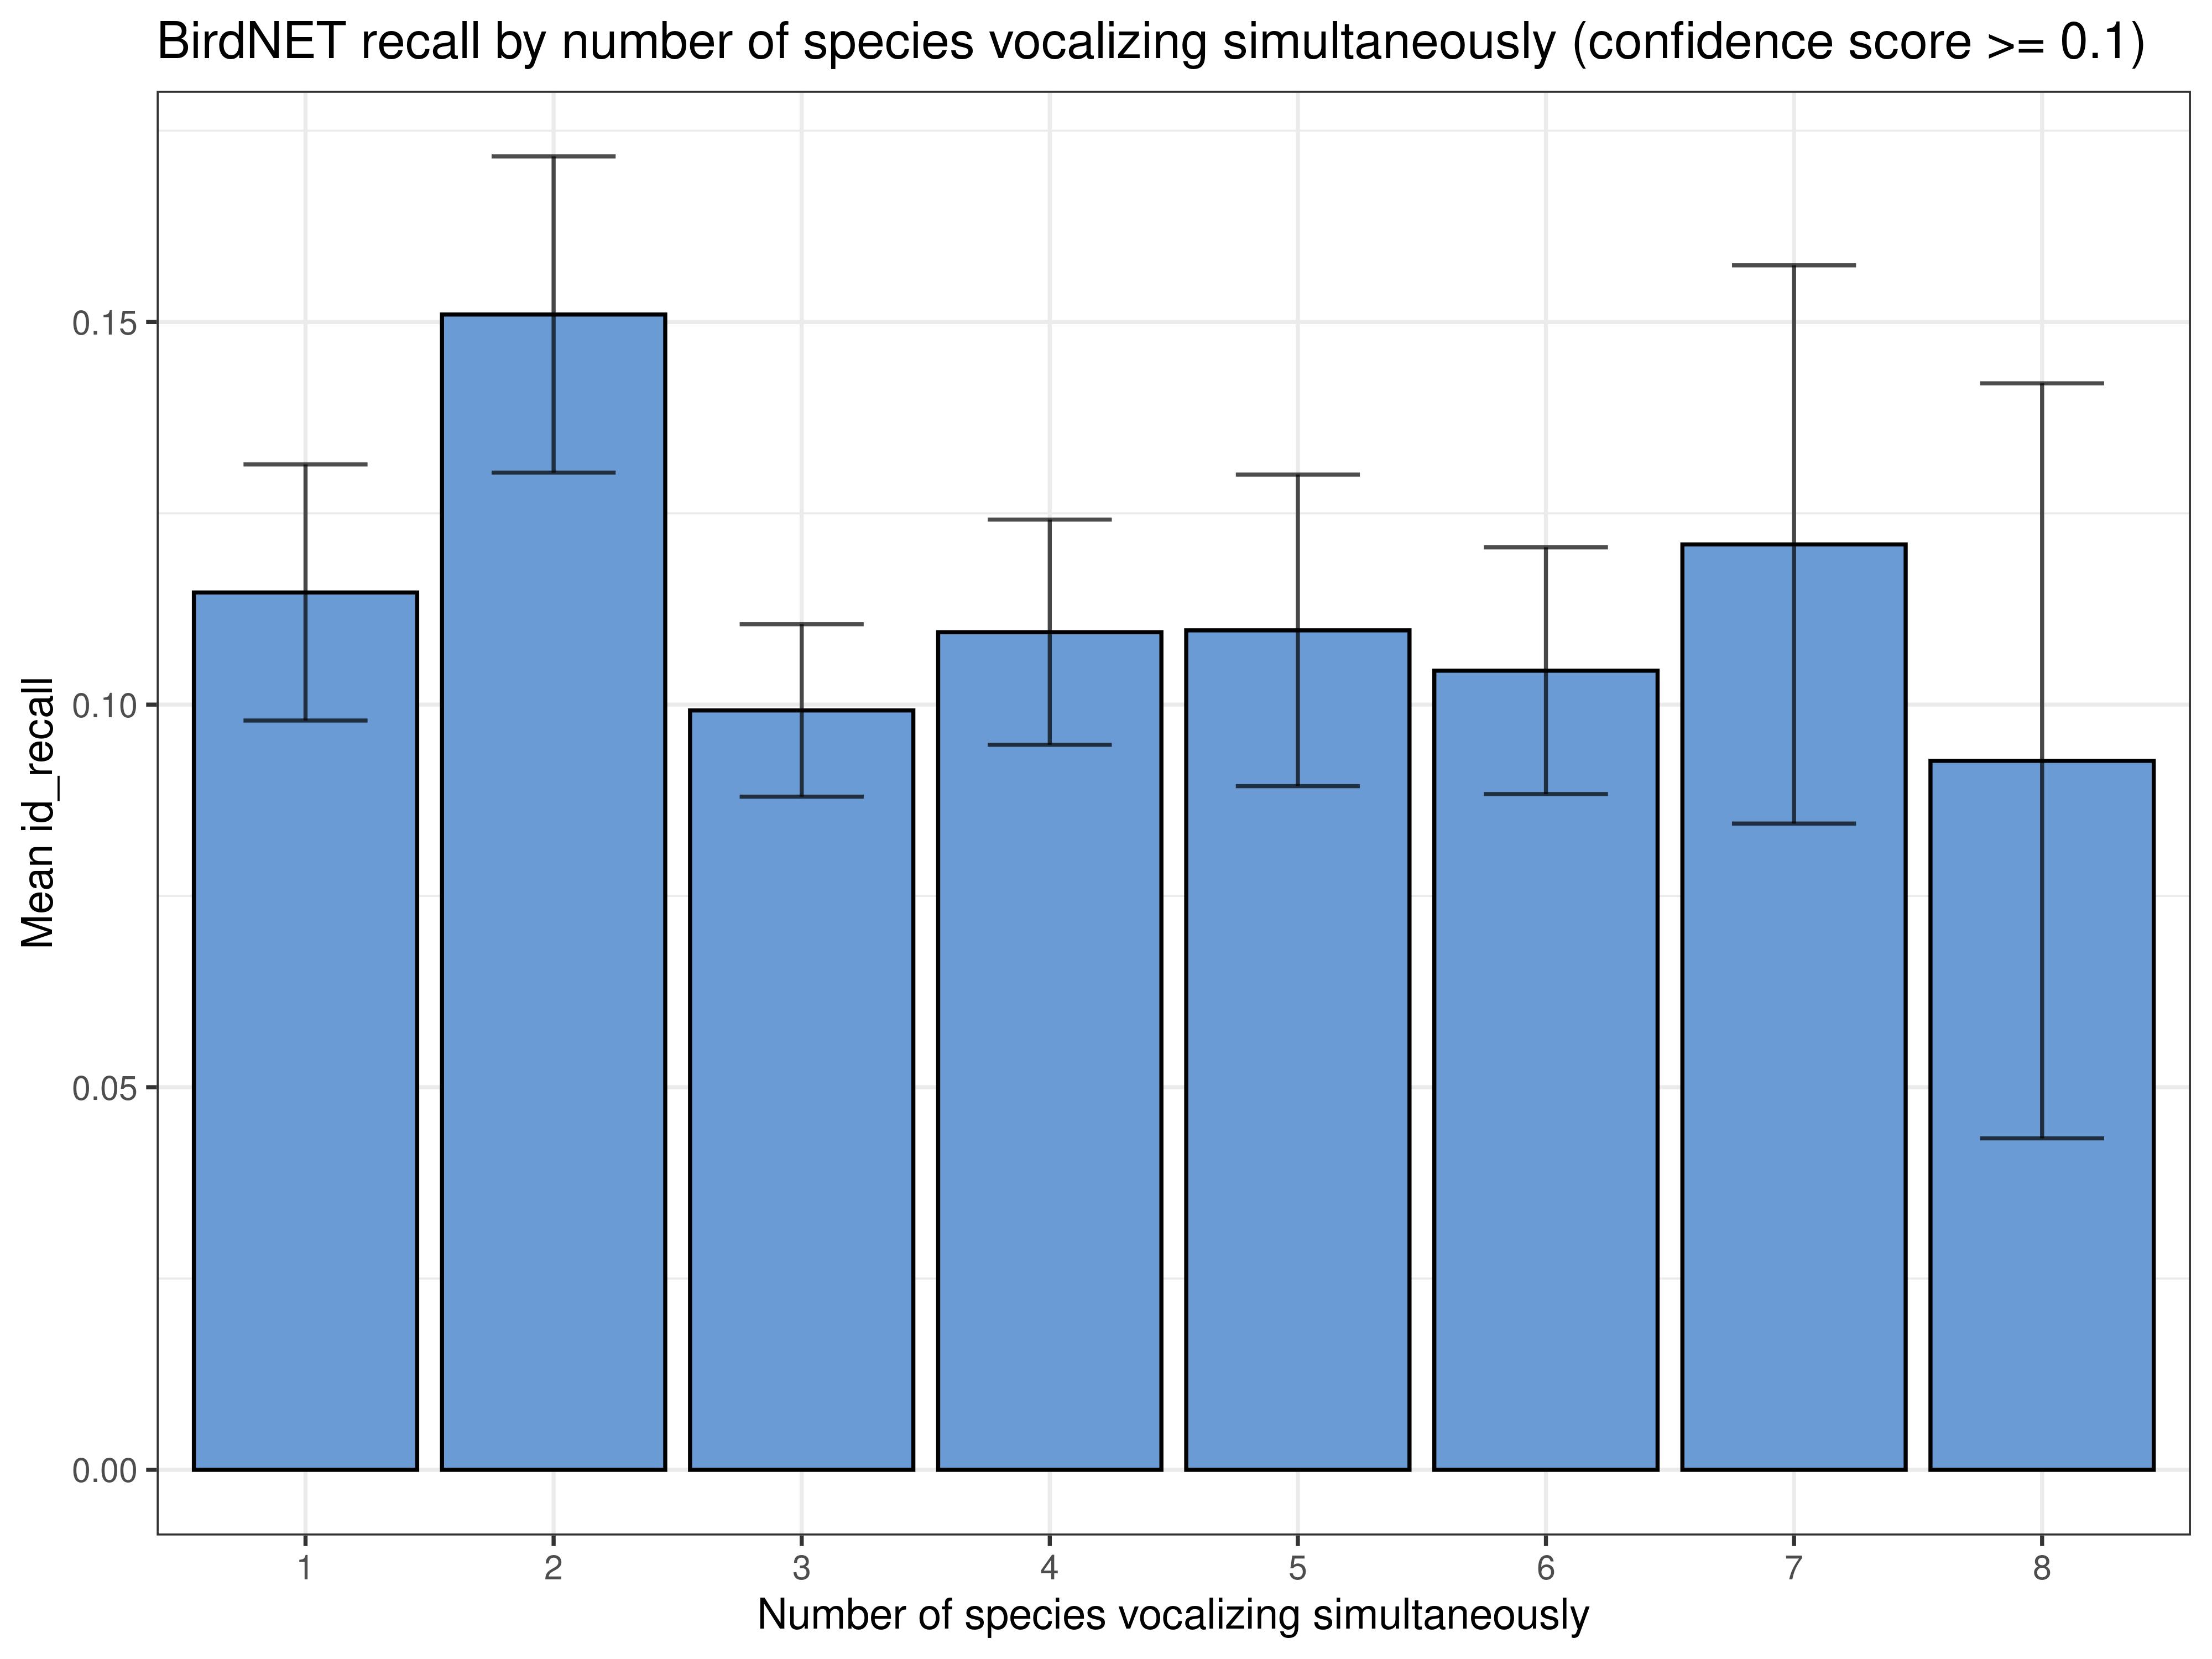 BirdNET recall by number of species vocalizing simultaneously (confidence score >= 0.1)
Mean id_recall
0.15
0.10
0.05
0.00
1 2 3 4 5 6 7 8
Number of species vocalizing simultaneously